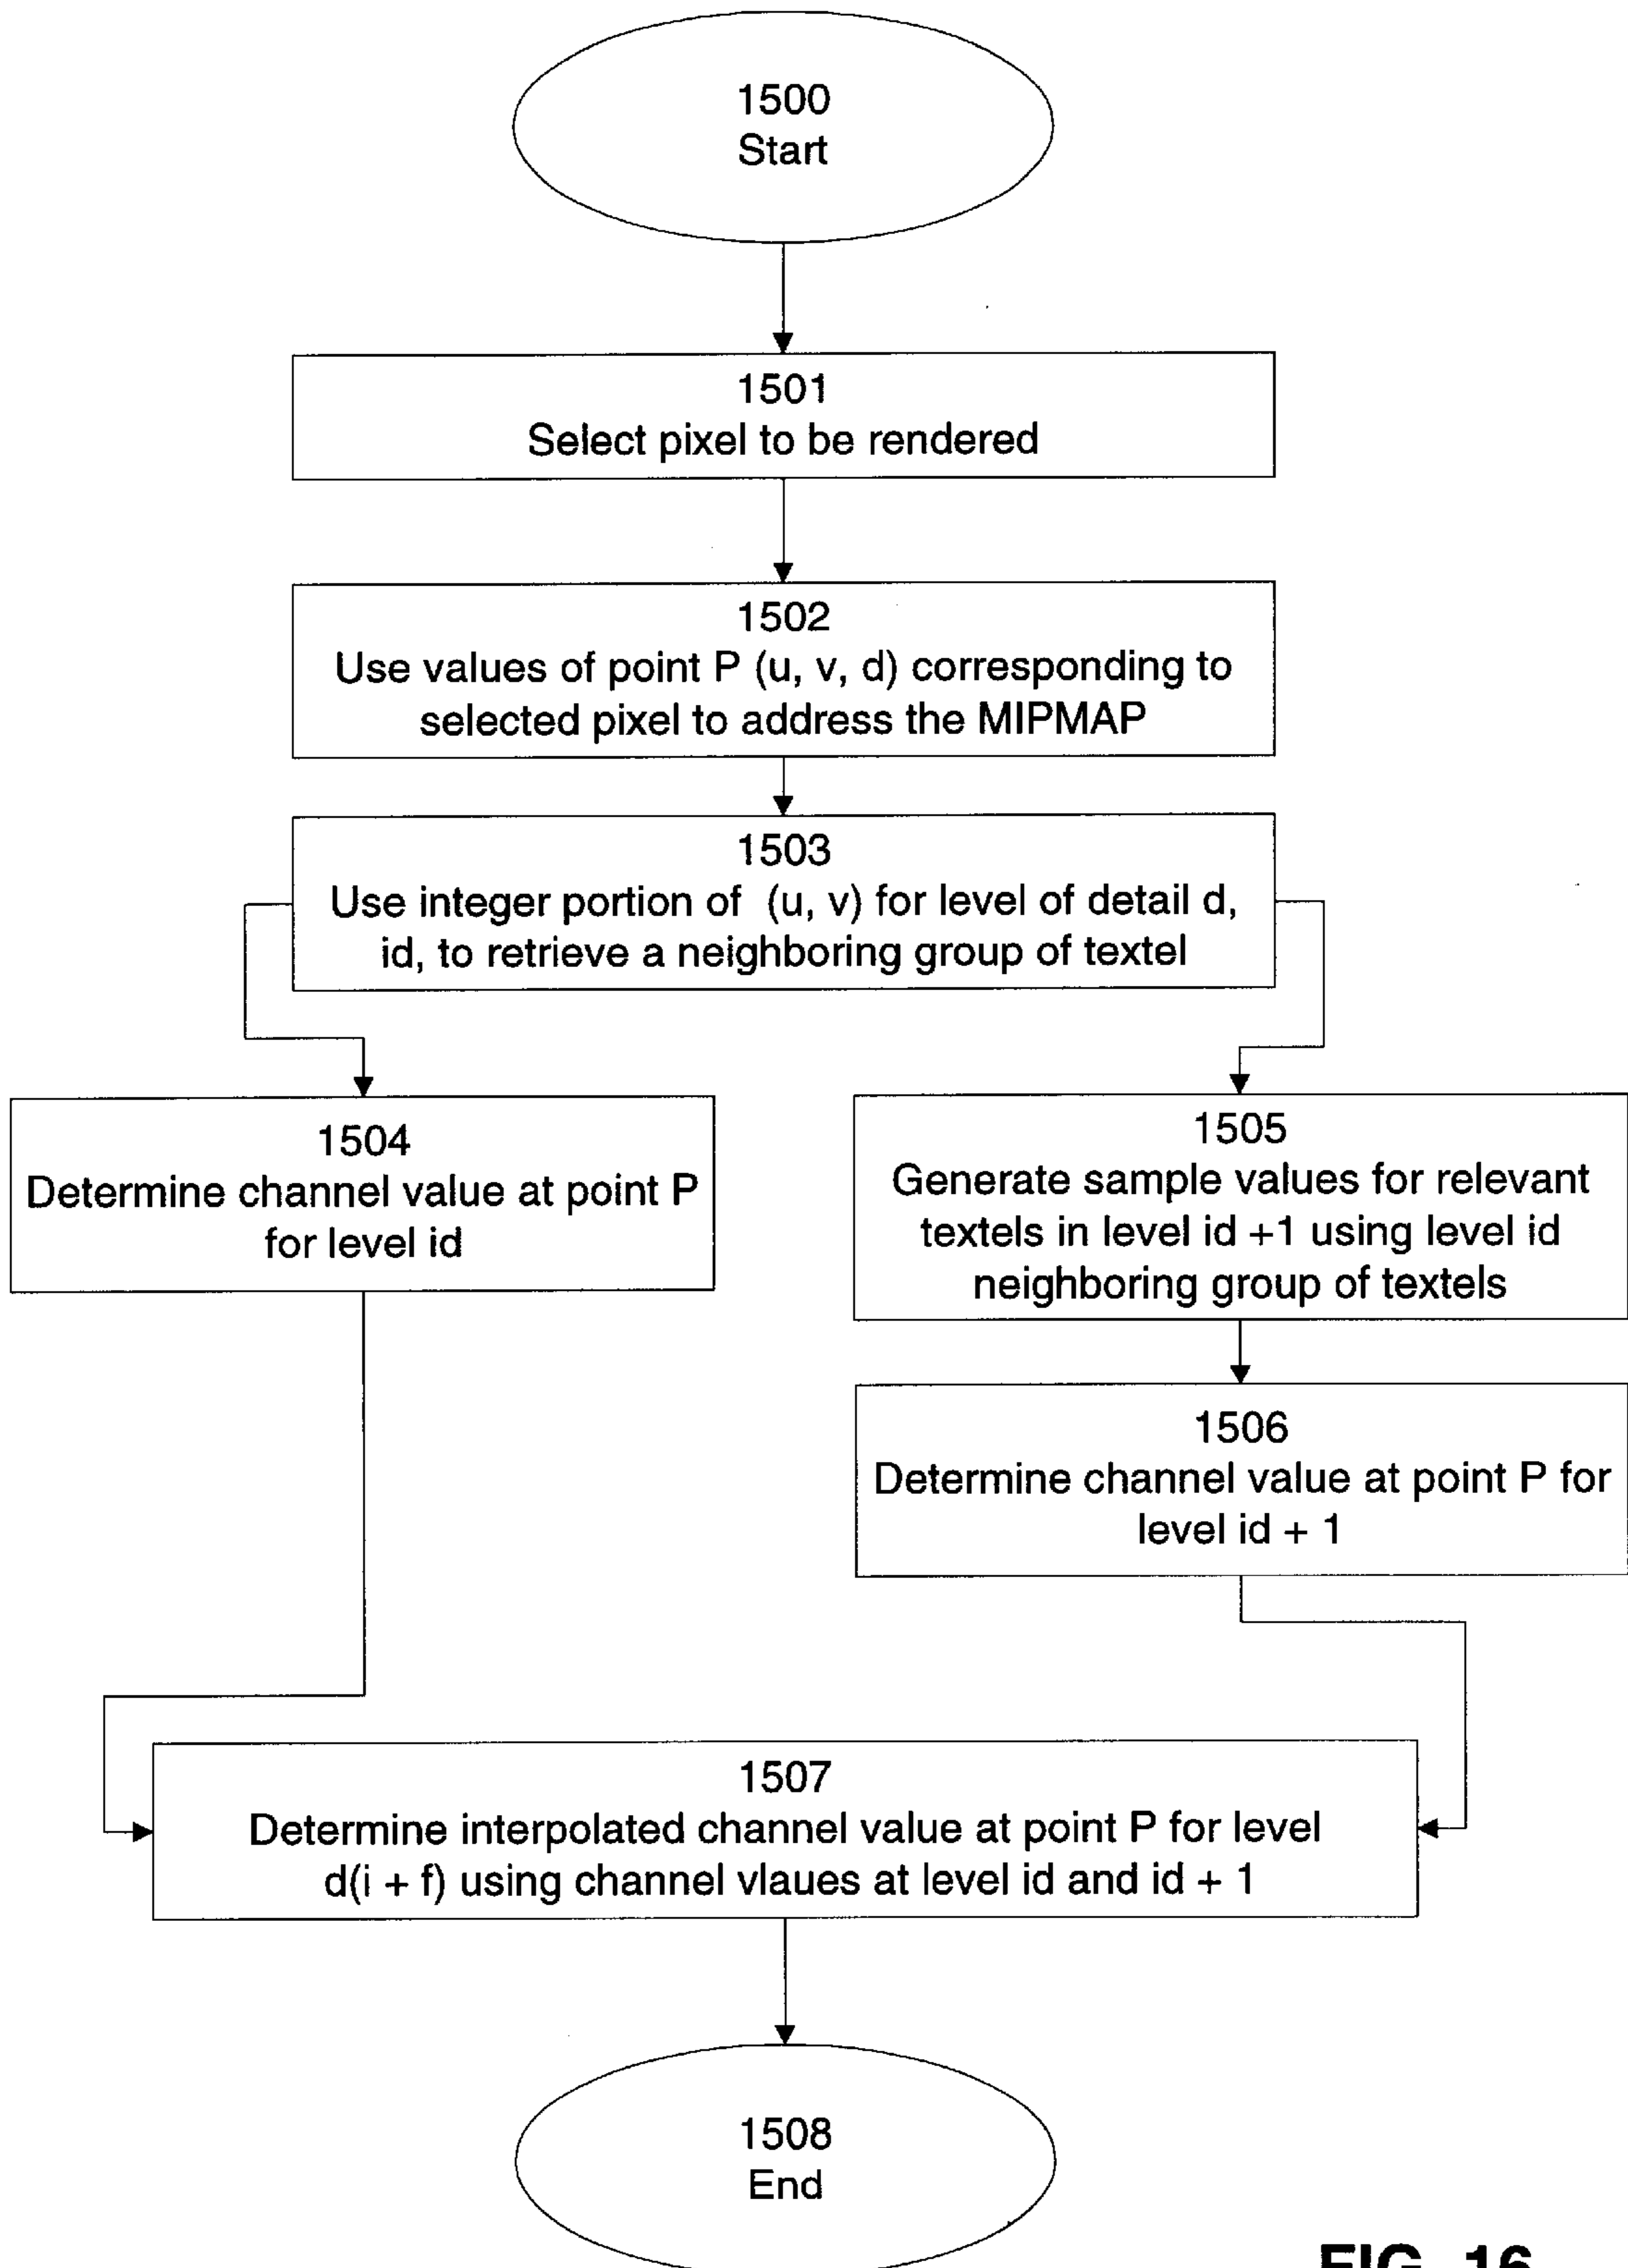 1500
Start
1501
Select pixel to be rendered
1502
Use values of point P (u, v, d) corresponding to
selected pixel to address the MIPMAP
1503
Use integer portion of (u, v) for level of detail d,
id, to retrieve a neighboring group of textel
1504
Determine channel value at point P
for level id
1505
Generate sample values for relevant
textels in level id +1 using level id
neighboring group of textels
1506
Determine channel value at point P for
level id + 1
1507
Determine interpolated channel value at point P for level
d(i + f) using channel vlaues at level id and id + 1
1508
End
FIG. 16